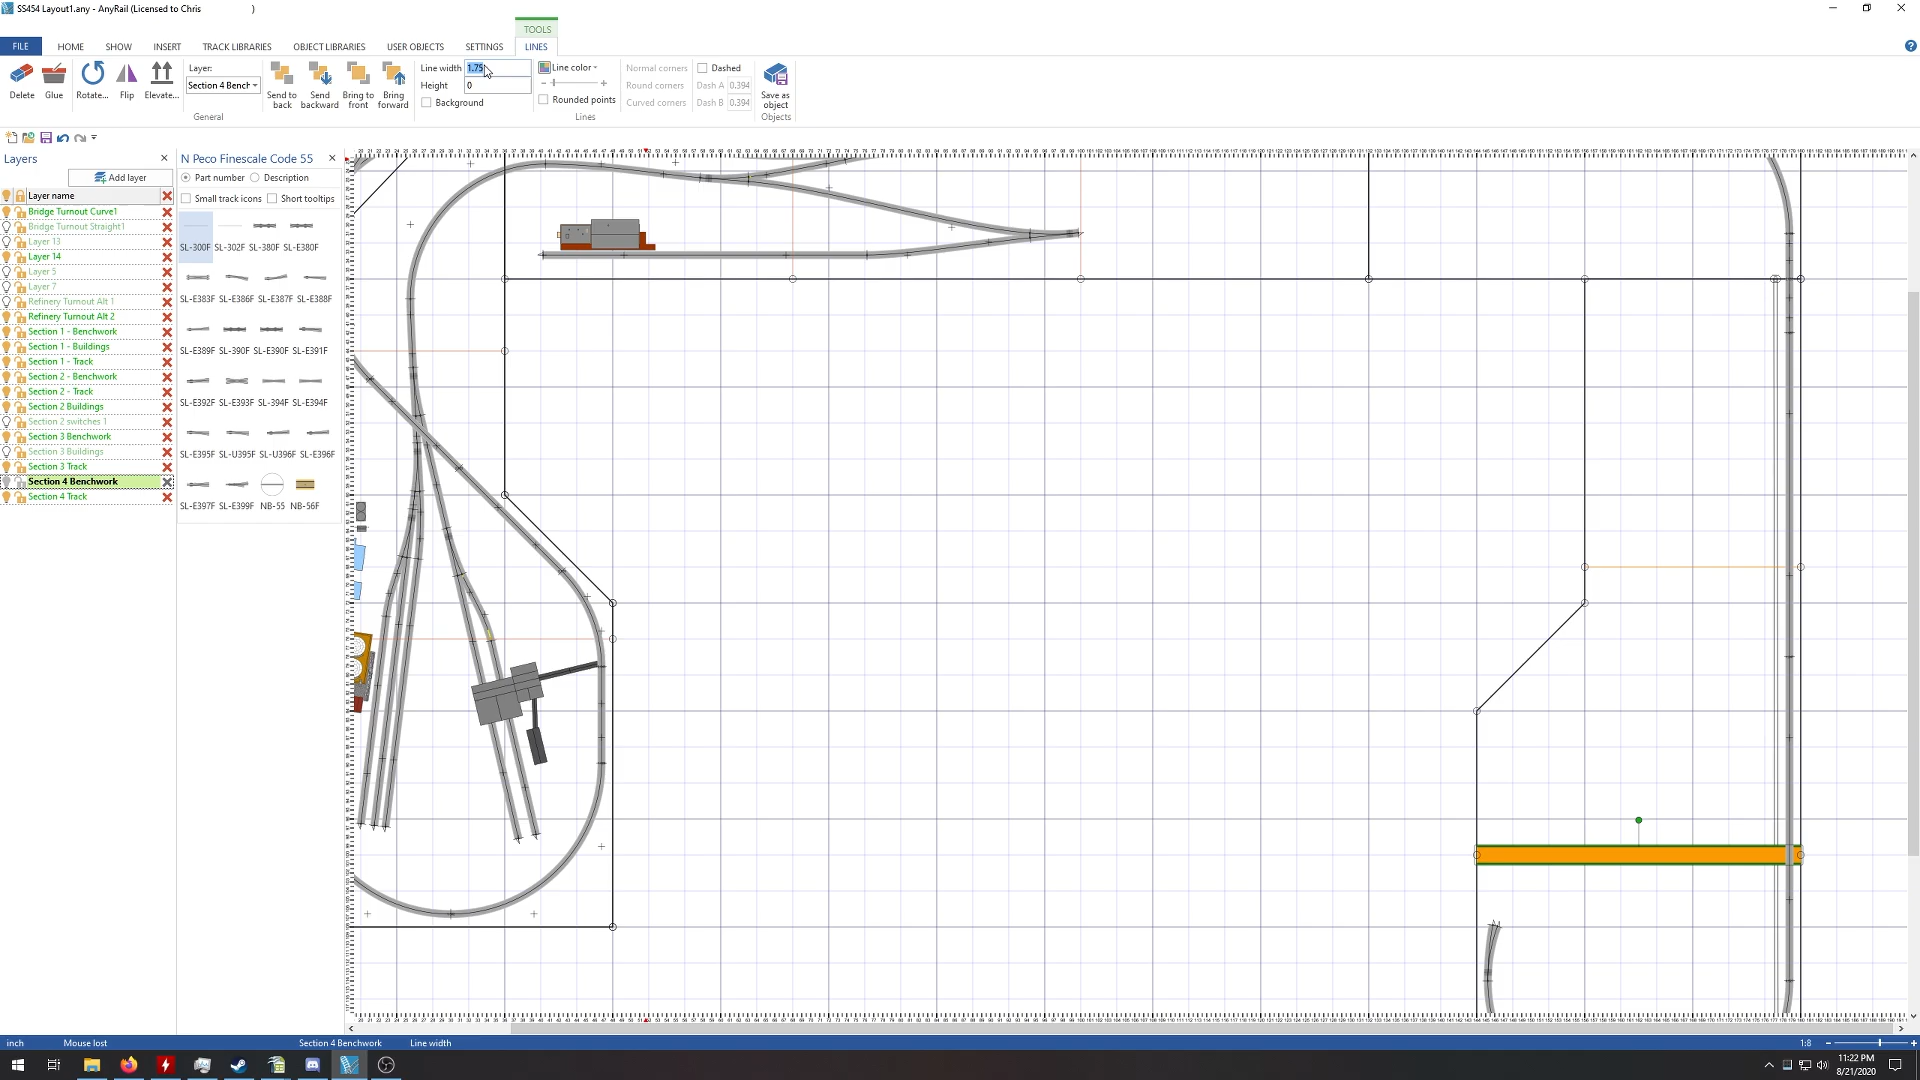 SS454 Layout1.any - AnyRail (Licensed to Chris )
TOOLS
FILE HOME SHOW INSERT TRACK LIBRARIES OBJECT LIBRARIES USER OBJECTS SETTINGS LINES
Delete
Glue
Rotate...
Flip
Elevate...
Layer:
Section 4 Bench
Send to back
Send backward
Bring to front
Bring forward
General
Line width 1.75
Height 0
Background
Line color
Rounded points
Normal corners
Round corners
Curved corners
Dashed
Dash A 0.394
Dash B 0.394
Lines
Save as object
Objects
Layers
Add layer
Layer name
Bridge Turnout Curve1
Bridge Turnout Straight1
Layer 13
Layer 14
Layer 5
Layer 7
Refinery Turnout Alt 1
Refinery Turnout Alt 2
Section 1 - Benchwork
Section 1 - Buildings
Section 1 - Track
Section 2 - Benchwork
Section 2 - Track
Section 2 Buildings
Section 2 switches 1
Section 3 Benchwork
Section 3 Buildings
Section 3 Track
Section 4 Benchwork
Section 4 Track
N Peco Finescale Code 55
Part number Description
Small track icons Short tooltips
SL-300F SL-302F SL-380F SL-E380F
SL-E383F SL-E386F SL-E387F SL-E388F
SL-E389F SL-390F SL-E390F SL-E391F
SL-E392F SL-E393F SL-394F SL-E394F
SL-E395F SL-U395F SL-U396F SL-E396F
SL-E397F SL-E399F NB-55 NB-56F
inch Mouse lost Section 4 Benchwork Line width 1:8
11:22 PM
8/21/2020